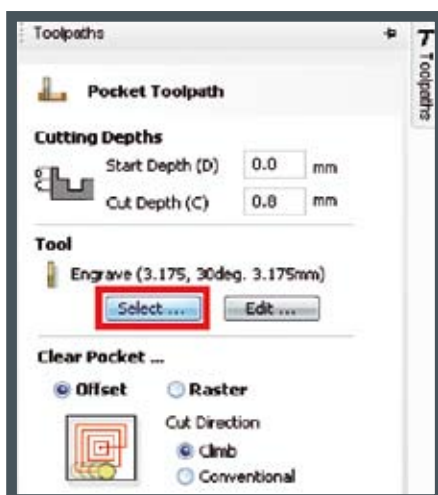 Toolpaths
Toolpaths
Pocket Toolpath
Cutting Depths
Start Depth (D) 0.0 mm
Cut Depth (C) 0.8 mm
Tool
Engrave (3.175, 30deg. 3.175mm)
Select ... Edit ...
Clear Pocket ...
Offset Raster
Cut Direction
Climb
Conventional